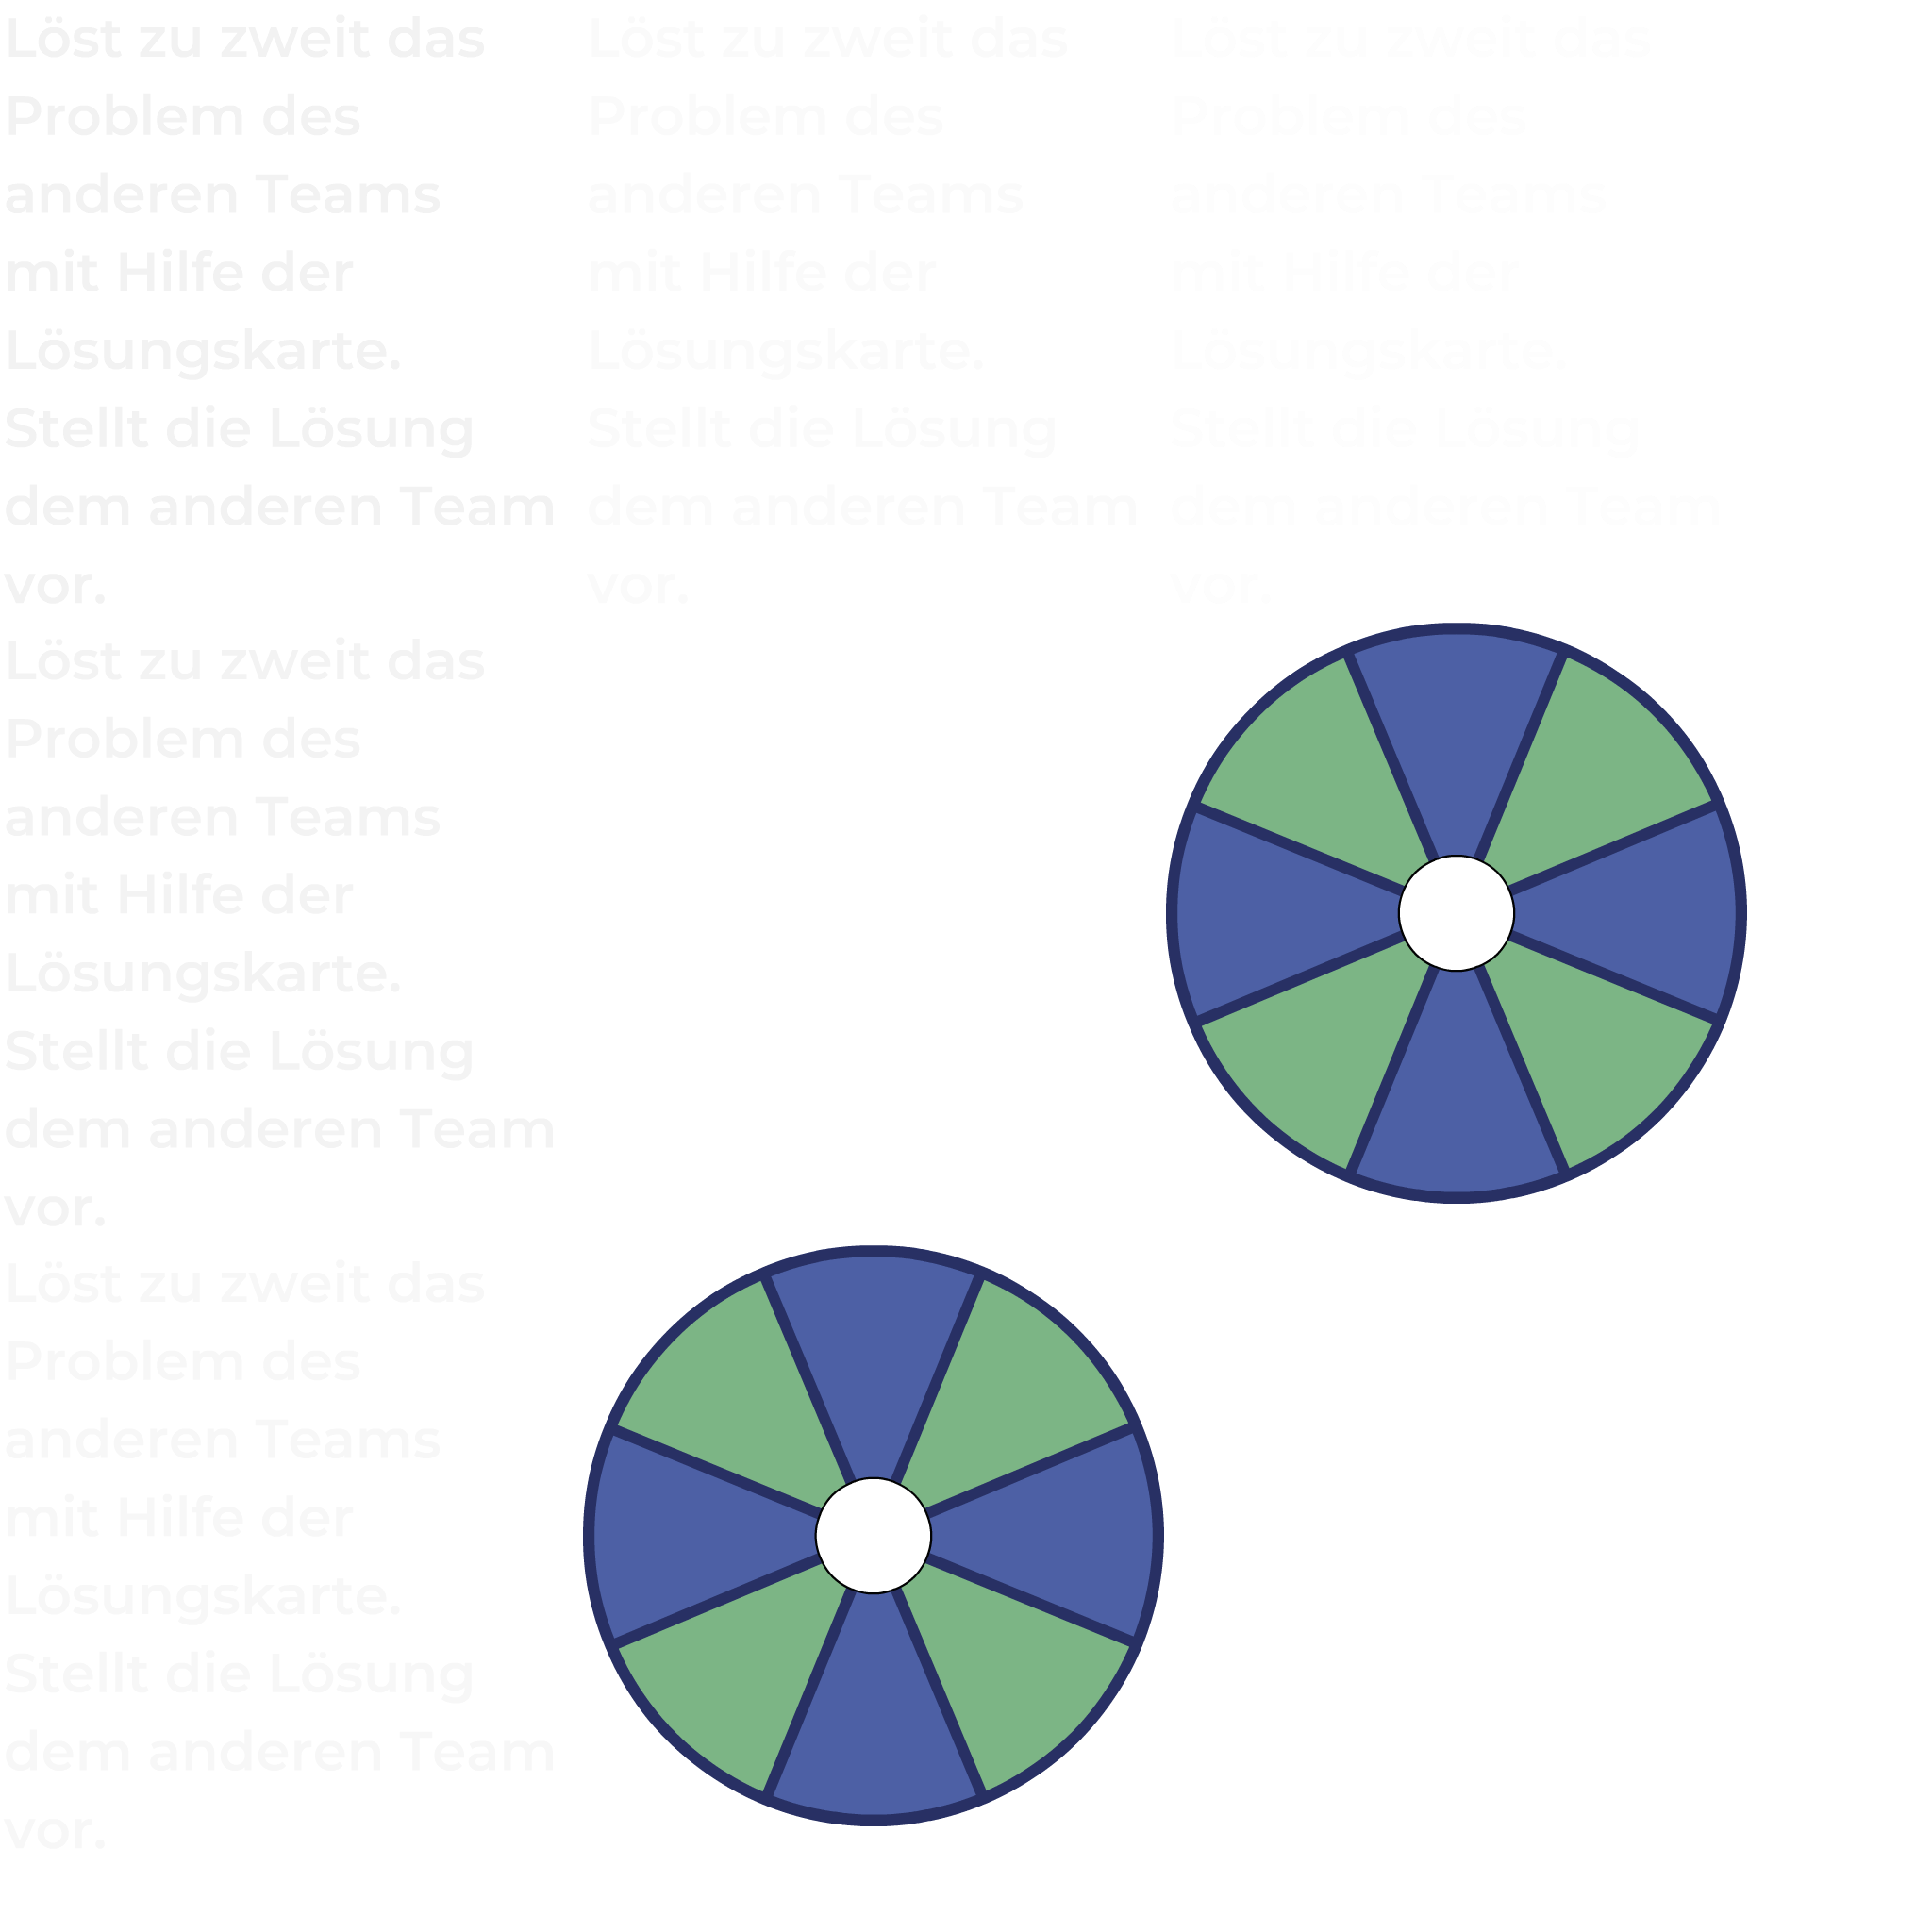 Löst zu zweit das
Problem des
anderen Teams
mit Hilfe der
Lösungskarte.
Stellt die Lösung
dem anderen Team
vor.
Löst zu zweit das
Problem des
anderen Teams
mit Hilfe der
Lösungskarte.
Stellt die Lösung
dem anderen Team
vor.
Löst zu zweit das
Problem des
anderen Teams
mit Hilfe der
Lösungskarte.
Stellt die Lösung
dem anderen Team
vor.
Löst zu zweit das
Problem des
anderen Teams
mit Hilfe der
Lösungskarte.
Stellt die Lösung
dem anderen Team
vor.
Löst zu zweit das
Problem des
anderen Teams
mit Hilfe der
Lösungskarte.
Stellt die Lösung
dem anderen Team
vor.